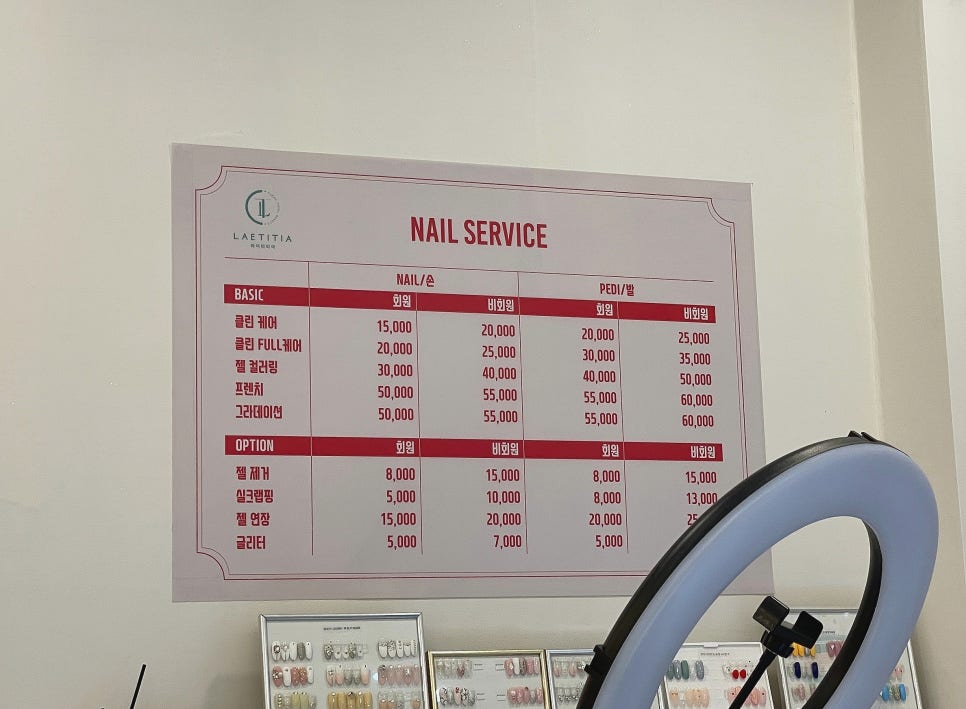 LAETITIA
NAIL SERVICE
NAIL/손 PEDI/발
BASIC 회원 비회원 회원 비회원
클린 케어 15,000 20,000 20,000 25,000
클린 FULL케어 20,000 25,000 30,000 35,000
젤 컬러링 30,000 40,000 40,000 50,000
프렌치 50,000 55,000 55,000 60,000
그라데이션 50,000 55,000 55,000 60,000
OPTION 회원 비회원 회원 비회원
젤 제거 8,000 15,000 8,000 15,000
실크랩핑 5,000 10,000 8,000 13,000
젤 연장 15,000 20,000 20,000
글리터 5,000 7,000 5,000